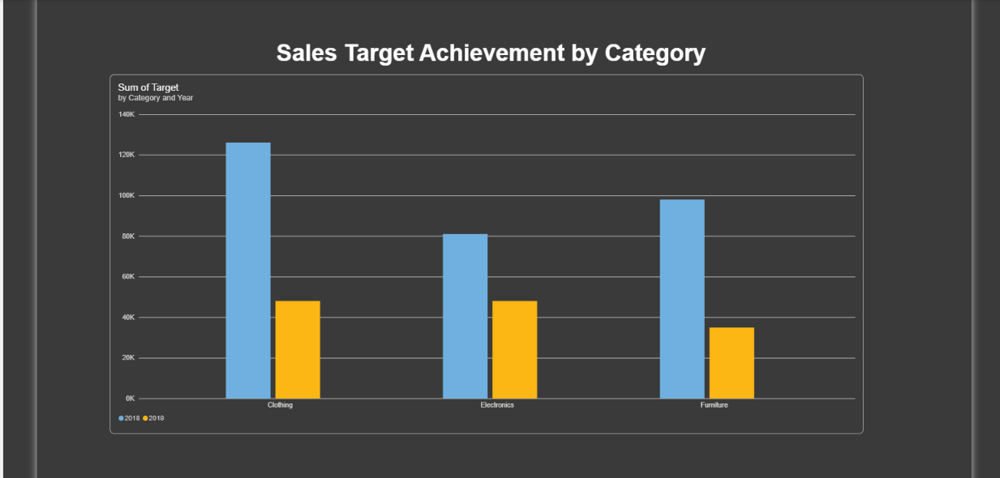 Sales Target Achievement by Category
Sum of Target
by Category and Year
140K
120K
100K
80K
60K
40K
20K
0K
Clothing Electronics Furniture
2018 2019